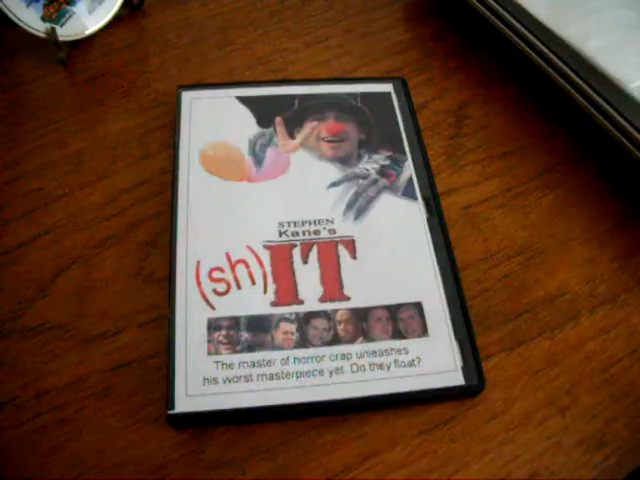 STEPHEN
Kane's
(sh)IT
The master of horror crap unleashes
his worst masterpiece yet. Do they float?